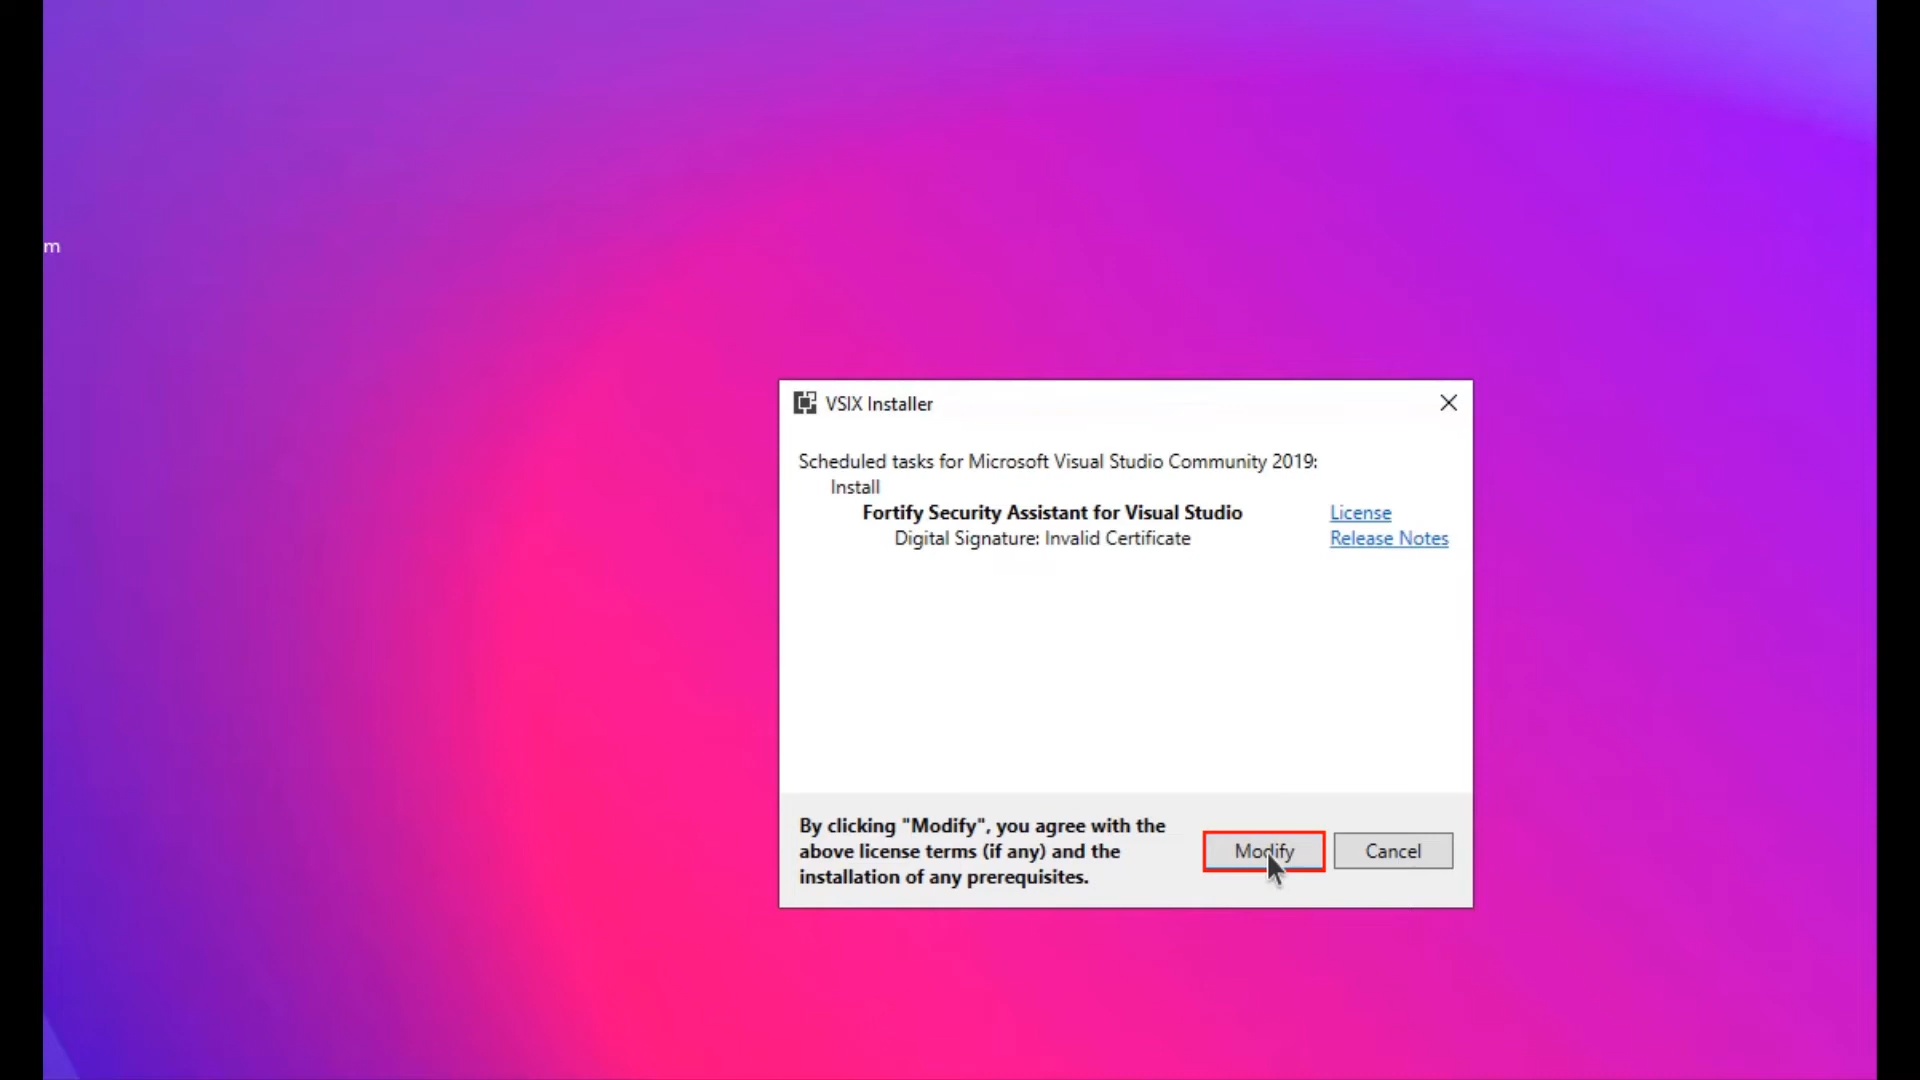 m
VSIX Installer
Scheduled tasks for Microsoft Visual Studio Community 2019:
Install
Fortify Security Assistant for Visual Studio License
Digital Signature: Invalid Certificate Release Notes
By clicking "Modify", you agree with the
above license terms (if any) and the
installation of any prerequisites.
Modify Cancel